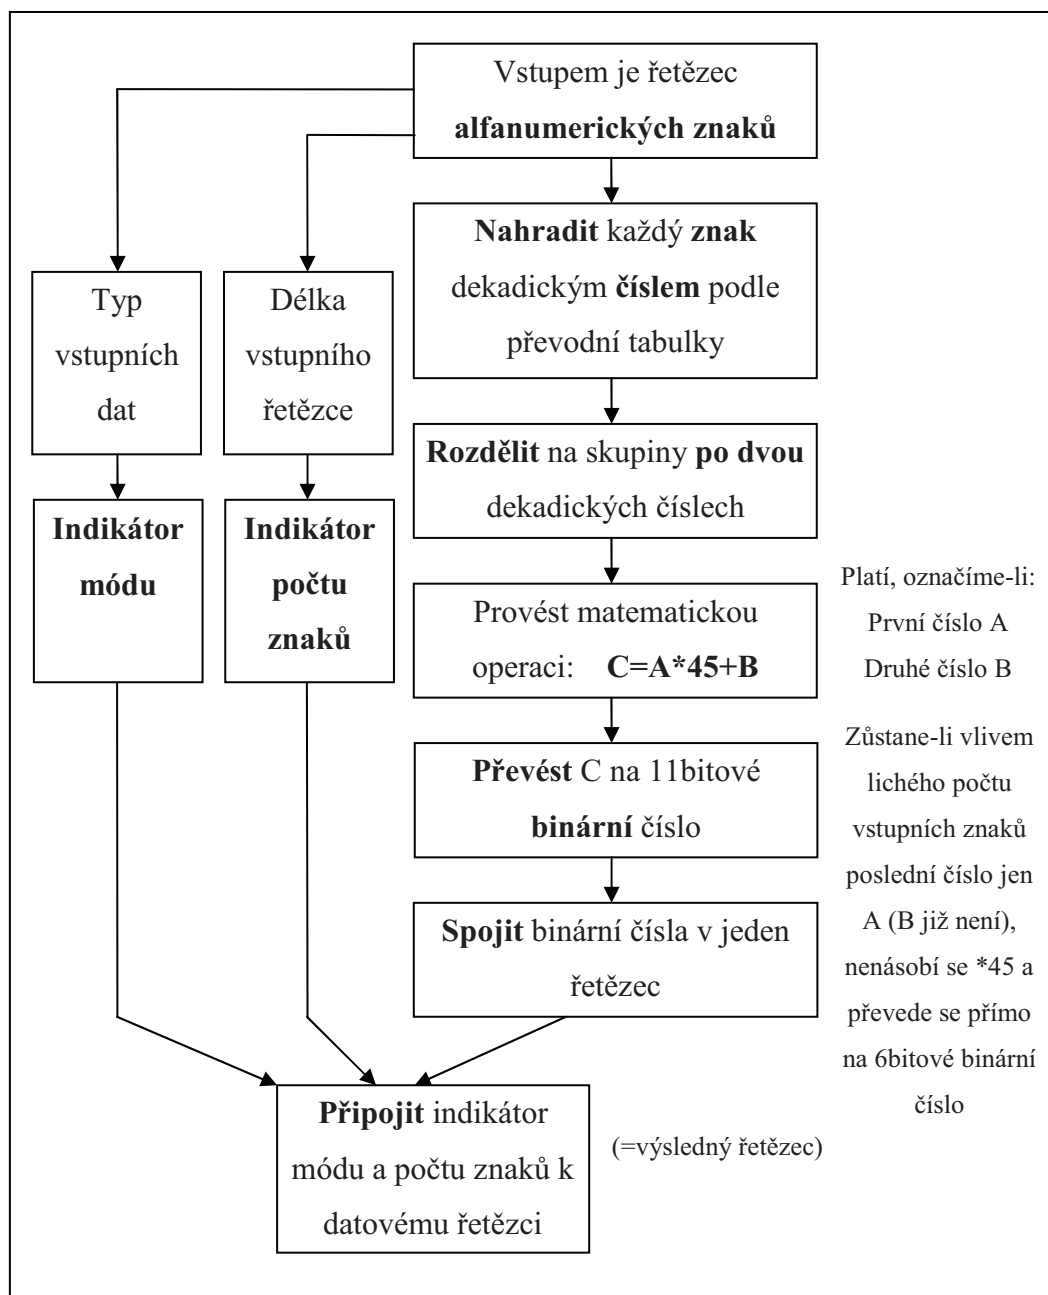 Vstupem je řetězec
alfanumerických znaků
Nahradit každý znak
dekadickým číslem podle
převodní tabulky
Typ
vstupních
dat
Délka
vstupního
řetězce
Rozdělit na skupiny po dvou
dekadických číslech
Indikátor
módu
Indikátor
počtu
znaků
Provést matematickou
operaci: C=A*45+B
Platí, označíme-li:
První číslo A
Druhé číslo B
Převést C na 11bitové
binární číslo
Spojit binární čísla v jeden
řetězec
Zůstane-li vlivem
lichého počtu
vstupních znaků
poslední číslo jen
A (B již není),
nenásobí se *45 a
převede se přímo
na 6bitové binární
číslo
Připojit indikátor
módu a počtu znaků k
datovému řetězci
(=výsledný řetězec)